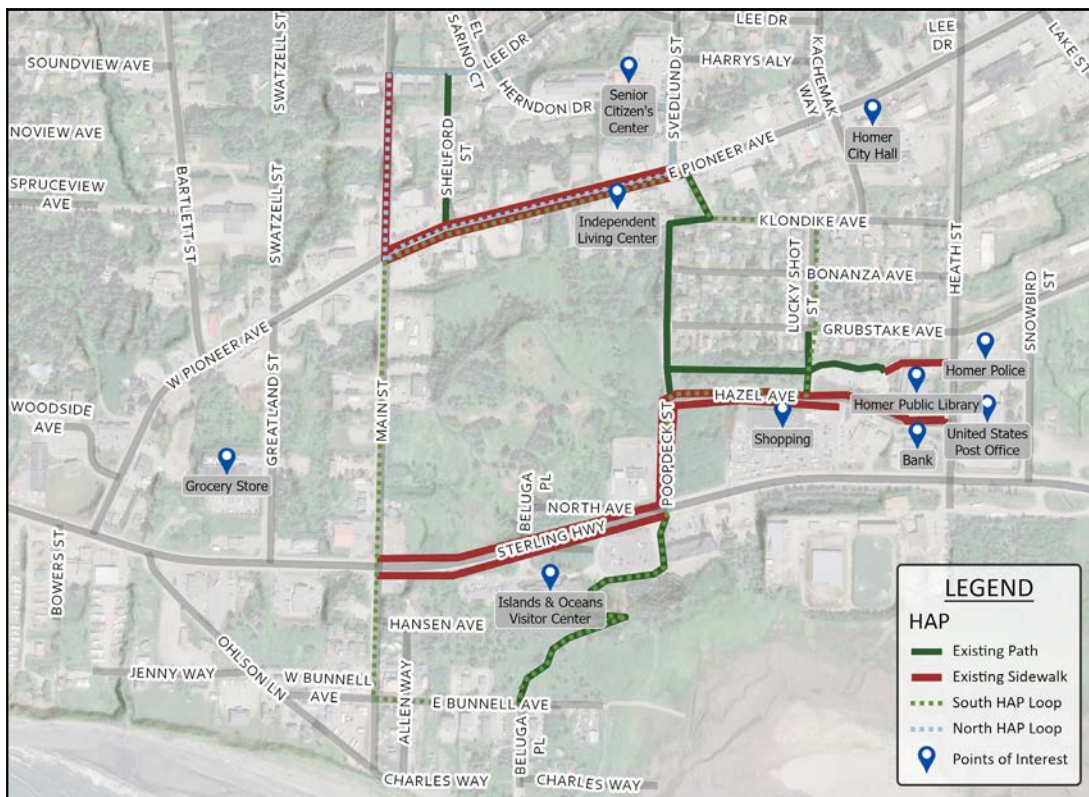 LEE DR
LEE DR
LAKE ST
EL
SARINO CT
LEE DR
HERNDON DR
SVEDLUND ST
HARRYS ALY
KACHEMAK
WAY
SOUNDVIEW AVE
SWATZELL ST
Senior
Citizen's
Center
Homer
City Hall
NOVIEW AVE
SHELFORD
ST
E PIONEER AVE
SPRUCEVIEW
AVE
BARTLETT ST
SWATZELL ST
Independent
Living Center
KLONDIKE AVE
BONANZA AVE
LUCKY SHOT
ST
HEATH ST
SNOWBIRD
ST
GRUBSTAKE AVE
W PIONEER AVE
GREATLAND ST
MAIN ST
Homer Police
HAZEL AVE
Homer Public Library
WOODSIDE
AVE
POOPDECK ST
Shopping
United States
Post Office
Bank
Grocery Store
BELUGA
PL
NORTH AVE
STERLING HWY
BOWERS ST
Islands & Oceans
Visitor Center
HANSEN AVE
OHLSON LN
JENNY WAY
W BUNNELL
AVE
ALLEN WAY
E BUNNELL AVE
BELUGA
PL
CHARLES WAY
CHARLES WAY
LEGEND
HAP
Existing Path
Existing Sidewalk
South HAP Loop
North HAP Loop
Points of Interest